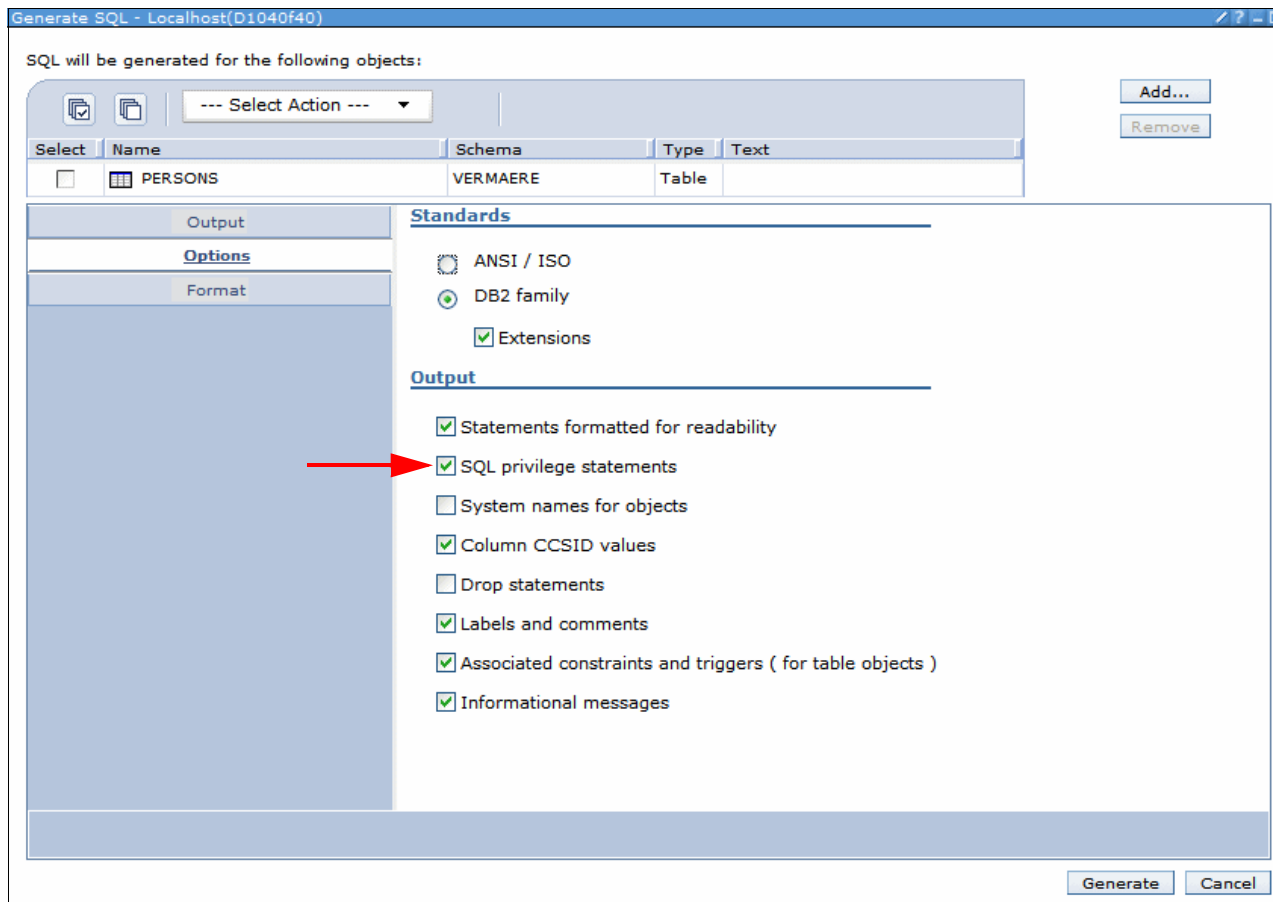 Generate SQL - Localhost(D1040f40)
SQL will be generated for the following objects:
--- Select Action ---
Add...
Remove
Select Name Schema Type Text
PERSONS VERMAERE Table
Output
Options
Format
Standards
ANSI / ISO
DB2 family
Extensions
Output
Statements formatted for readability
SQL privilege statements
System names for objects
Column CCSID values
Drop statements
Labels and comments
Associated constraints and triggers ( for table objects )
Informational messages
Generate Cancel